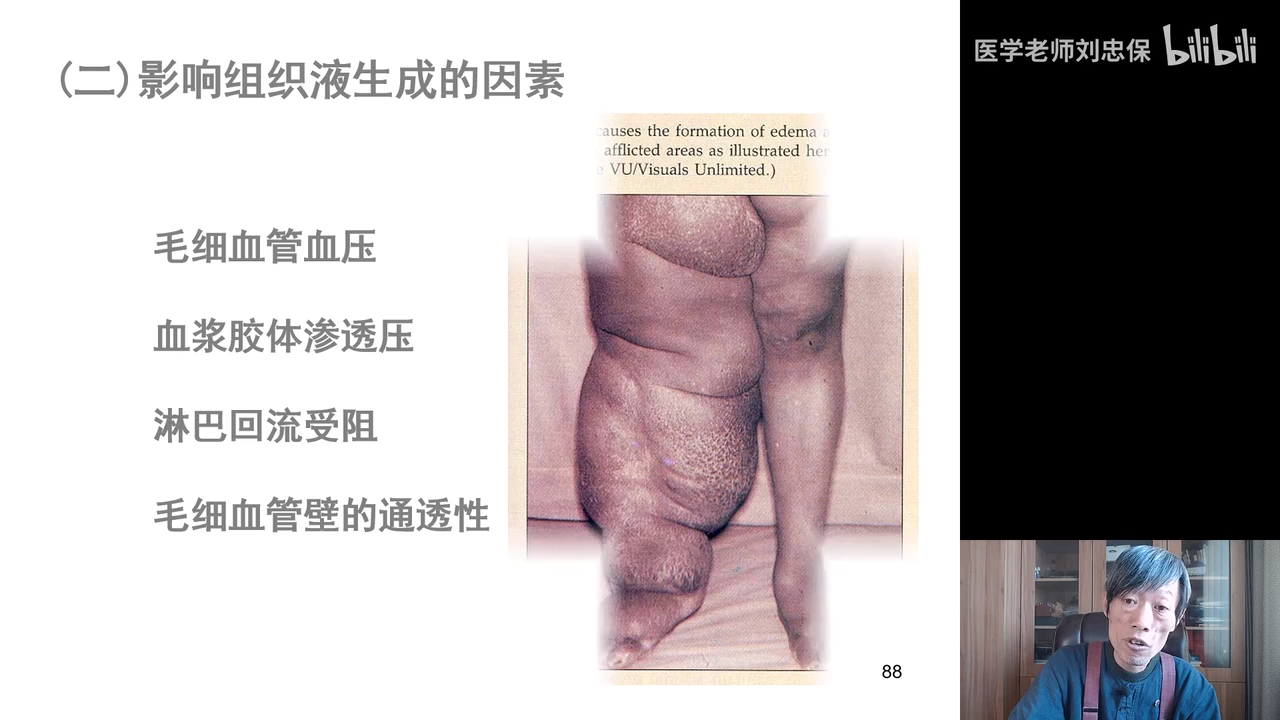 (二)影响组织液生成的因素
医学老师刘忠保 bilibili
causes the formation of edema a
afflicted areas as illustrated her
e VU/Visuals Unlimited.)
毛细血管血压
血浆胶体渗透压
淋巴回流受阻
毛细血管壁的通透性
88